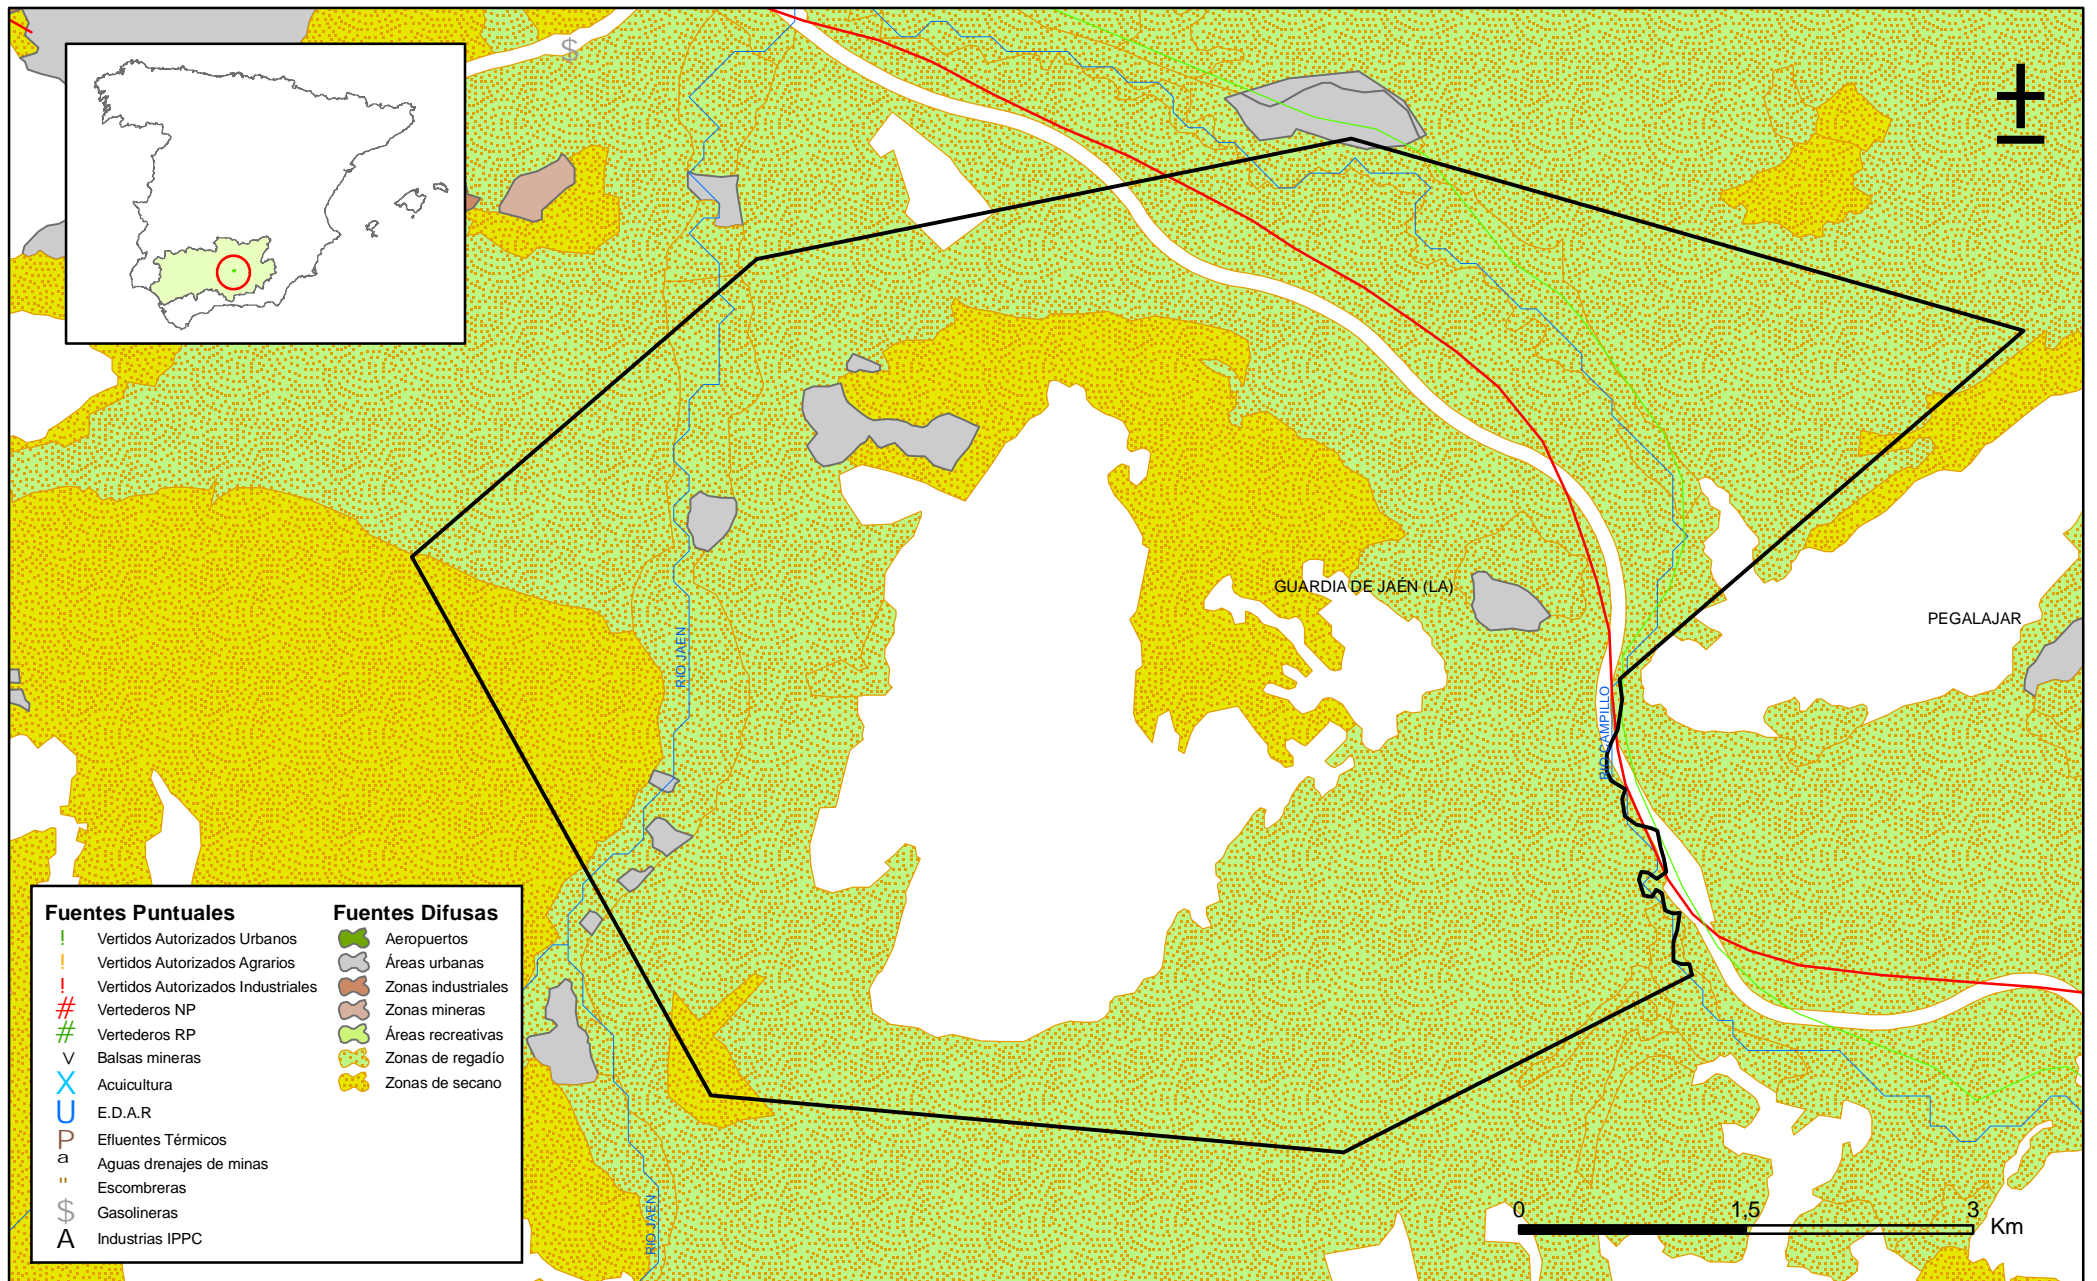 GUARDIA DE JAÉN (LA)
PEGALAJAR
RIO JAEN
RIO CAMPILLO
RIO JAEN
Fuentes Puntuales
! Vertidos Autorizados Urbanos
! Vertidos Autorizados Agrarios
! Vertidos Autorizados Industriales
# Vertederos NP
# Vertederos RP
V Balsas mineras
X Acuicultura
U E.D.A.R
P Efluentes Térmicos
a Aguas drenajes de minas
" Escombreras
$ Gasolineras
A Industrias IPPC
Fuentes Difusas
Aeropuertos
Áreas urbanas
Zonas industriales
Zonas mineras
Áreas recreativas
Zonas de regadío
Zonas de secano
0 1,5 3
Km
$
±